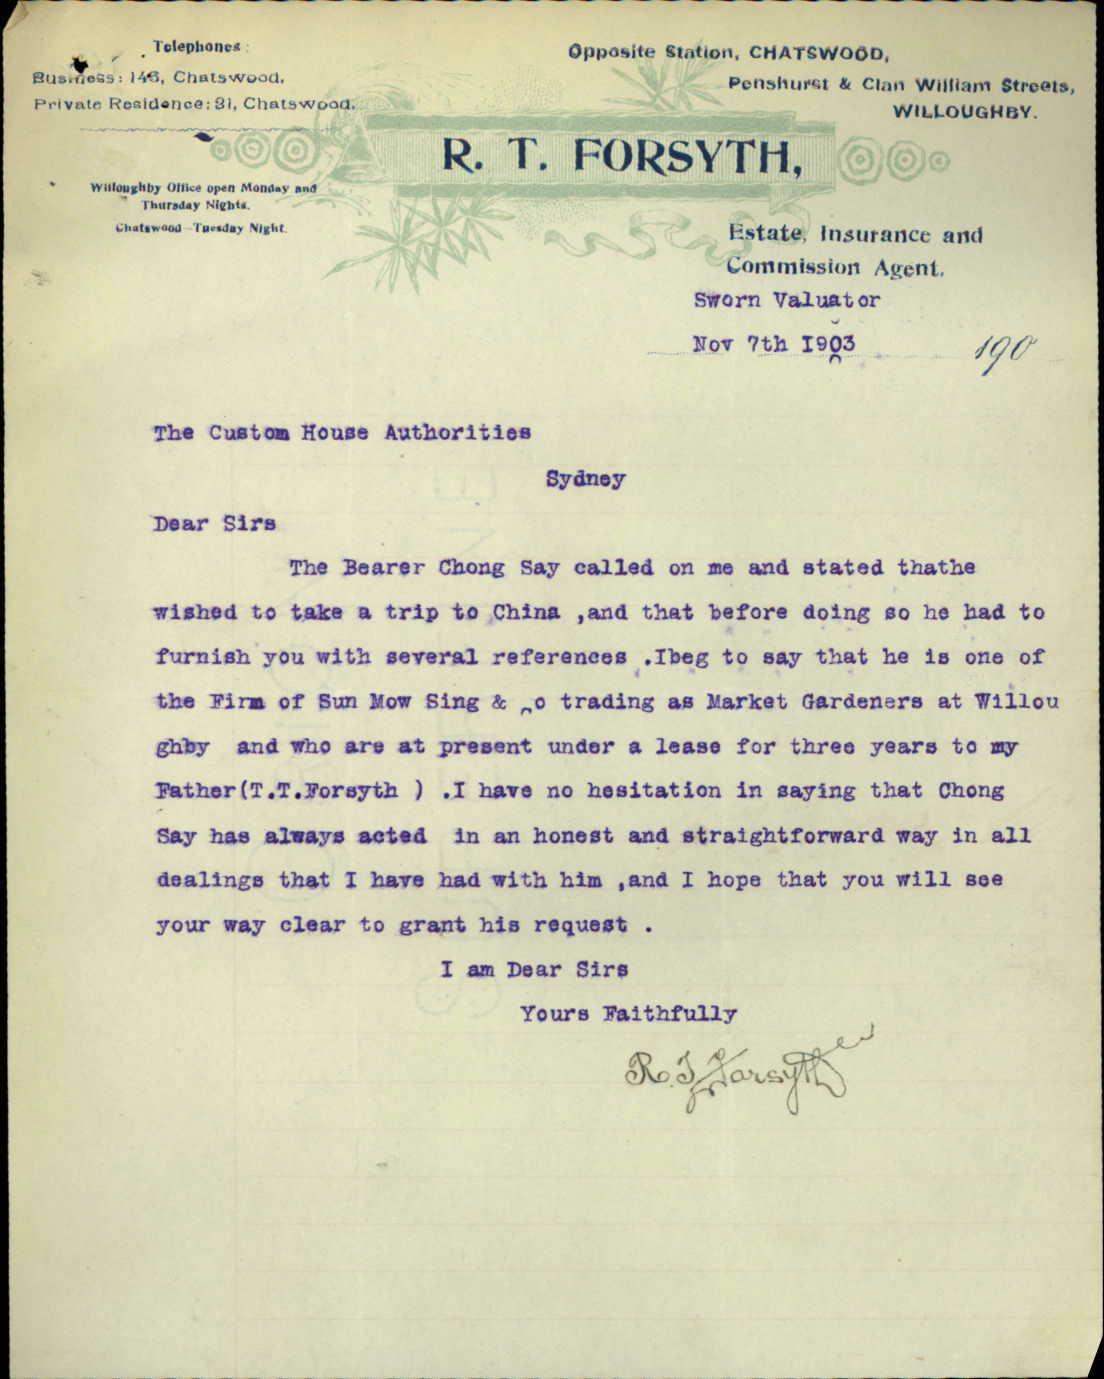 Telephones:
Business: 143, Chatswood.
Private Residence: 31, Chatswood.
Willoughby Office open Monday and
Thursday Nights.
Chatswood—Tuesday Night.
Opposite Station, CHATSWOOD,
Penshurst & Clan William Streets,
WILLOUGHBY.
R. T. FORSYTH,
Estate, Insurance and
Commission Agent.
Sworn Valuator
Nov 7th I903 190
The Custom House Authorities
Sydney
Dear Sirs
The Bearer Chong Say called on me and stated thathe
wished to take a trip to China ,and that before doing so he had to
furnish you with several references .Ibeg to say that he is one of
the Firm of Sun Mow Sing & o trading as Market Gardeners at Willou
ghby and who are at present under a lease for three years to my
Father(T.T.Forsyth ) .I have no hesitation in saying that Chong
Say has always acted in an honest and straightforward way in all
dealings that I have had with him ,and I hope that you will see
your way clear to grant his request .
I am Dear Sirs
Yours Faithfully
R. T. Forsyth